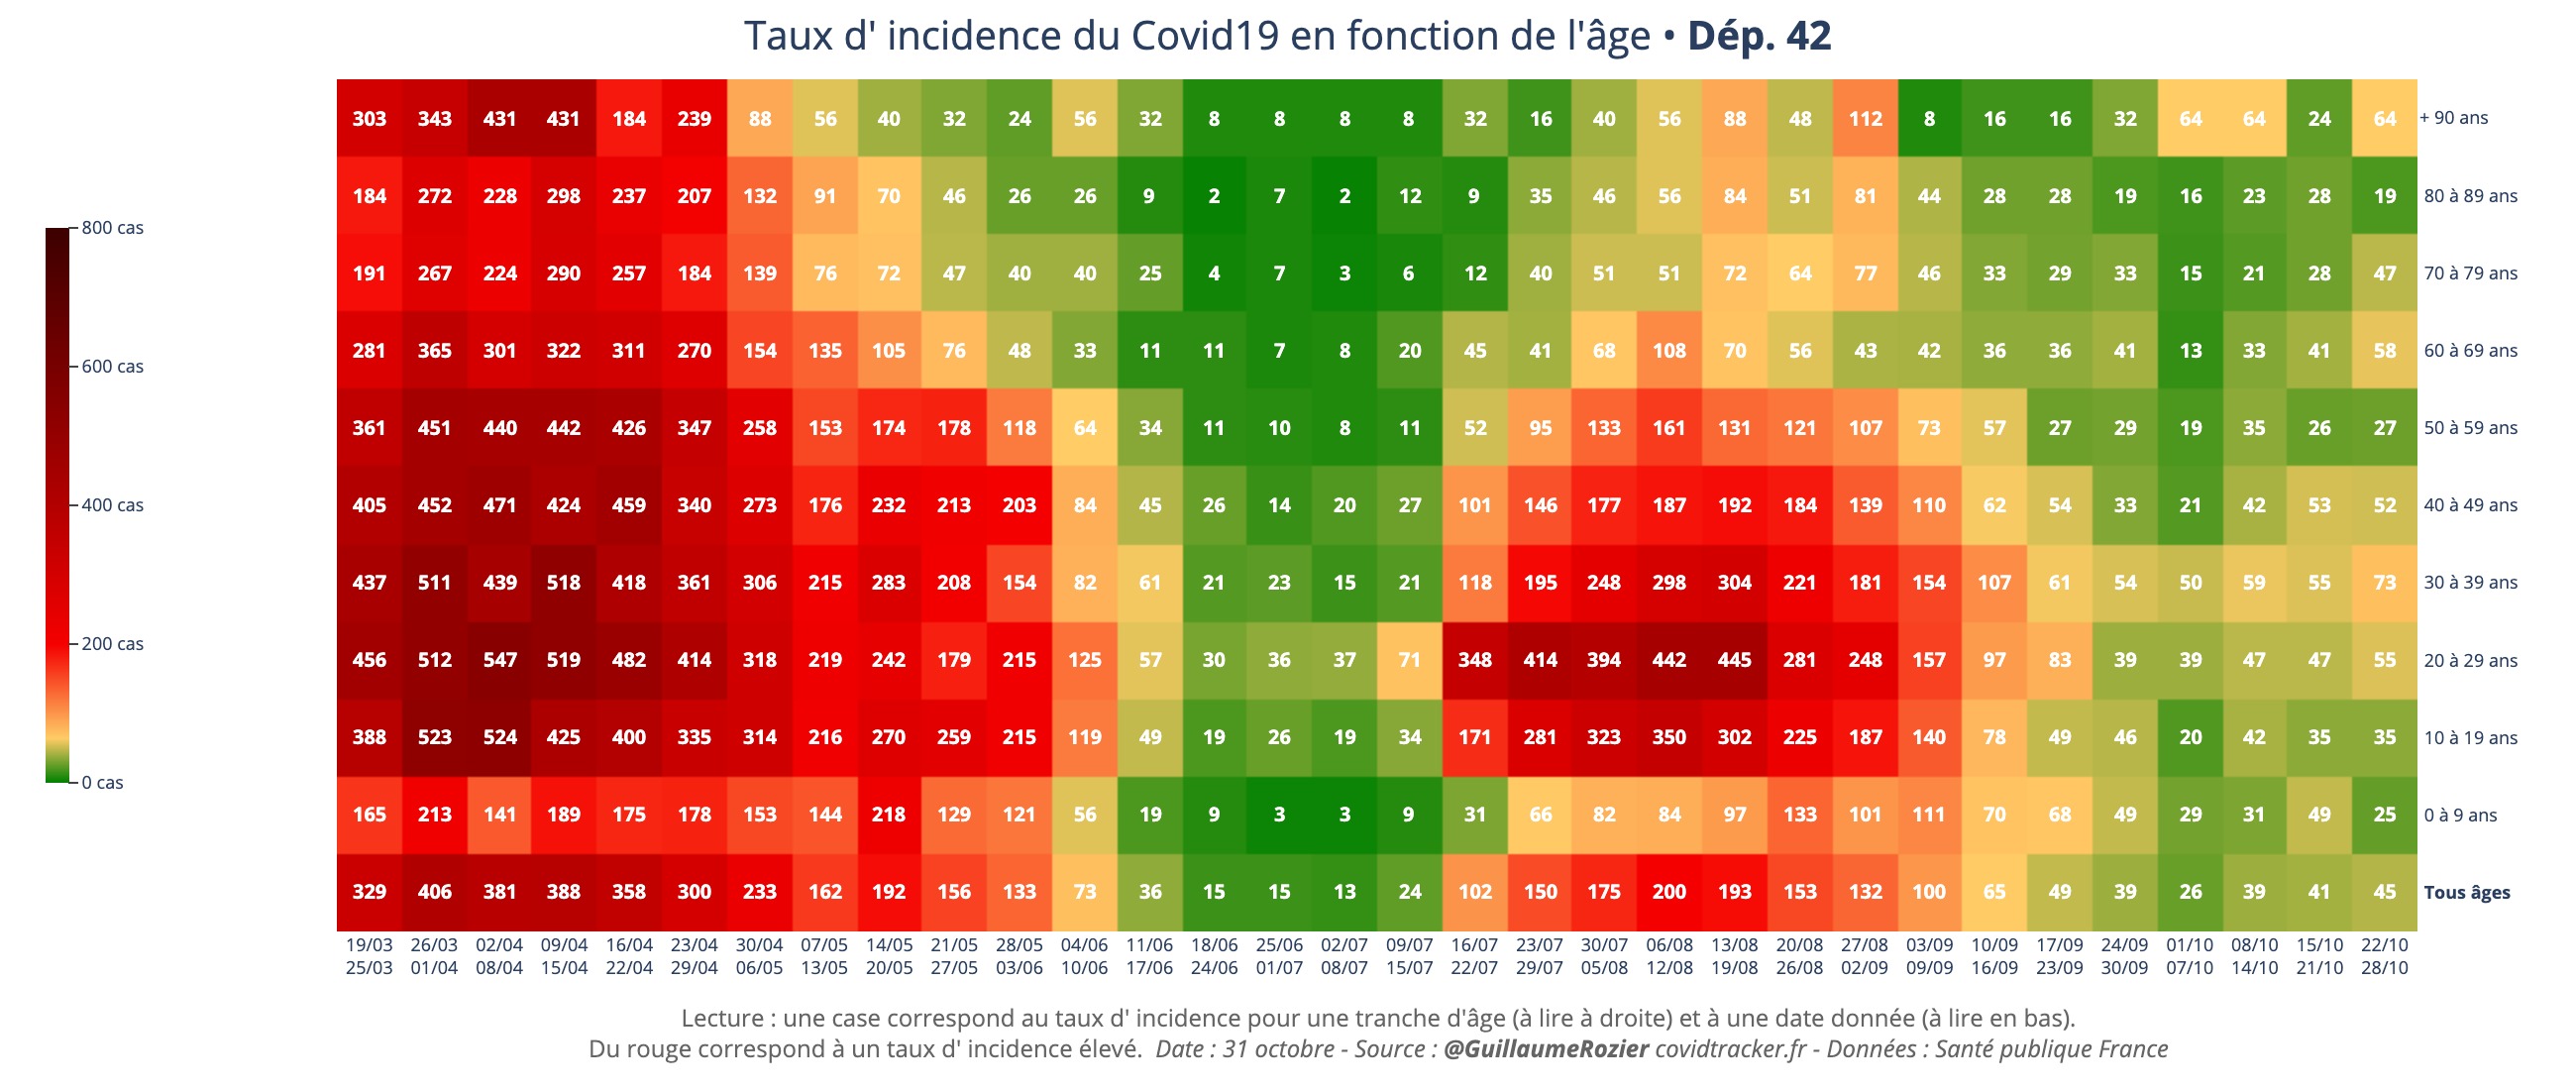 Taux d' incidence du Covid19 en fonction de l'âge • Dép. 42
303 343 431 431 184 239 88 56 40 32 24 56 32 8 8 8 8 32 16 40 56 88 48 112 8 16 16 32 64 64 24 64 + 90 ans
184 272 228 298 237 207 132 91 70 46 26 26 9 2 7 2 12 9 35 46 56 84 51 81 44 28 28 19 16 23 28 19 80 à 89 ans
800 cas
191 267 224 290 257 184 139 76 72 47 40 40 25 4 7 3 6 12 40 51 51 72 64 77 46 33 29 33 15 21 28 47 70 à 79 ans
281 365 301 322 311 270 154 135 105 76 48 33 11 11 7 8 20 45 41 68 108 70 56 43 42 36 36 41 13 33 41 58 60 à 69 ans
600 cas
361 451 440 442 426 347 258 153 174 178 118 64 34 11 10 8 11 52 95 133 161 131 121 107 73 57 27 29 19 35 26 27 50 à 59 ans
400 cas
405 452 471 424 459 340 273 176 232 213 203 84 45 26 14 20 27 101 146 177 187 192 184 139 110 62 54 33 21 42 53 52 40 à 49 ans
437 511 439 518 418 361 306 215 283 208 154 82 61 21 23 15 21 118 195 248 298 304 221 181 154 107 61 54 50 59 55 73 30 à 39 ans
200 cas
456 512 547 519 482 414 318 219 242 179 215 125 57 30 36 37 71 348 414 394 442 445 281 248 157 97 83 39 39 47 47 55 20 à 29 ans
388 523 524 425 400 335 314 216 270 259 215 119 49 19 26 19 34 171 281 323 350 302 225 187 140 78 49 46 20 42 35 35 10 à 19 ans
0 cas
165 213 141 189 175 178 153 144 218 129 121 56 19 9 3 3 9 31 66 82 84 97 133 101 111 70 68 49 29 31 49 25 0 à 9 ans
329 406 381 388 358 300 233 162 192 156 133 73 36 15 15 13 24 102 150 175 200 193 153 132 100 65 49 39 26 39 41 45 Tous âges
19/03 26/03 02/04 09/04 16/04 23/04 30/04 07/05 14/05 21/05 28/05 04/06 11/06 18/06 25/06 02/07 09/07 16/07 23/07 30/07 06/08 13/08 20/08 27/08 03/09 10/09 17/09 24/09 01/10 08/10 15/10 22/10
25/03 01/04 08/04 15/04 22/04 29/04 06/05 13/05 20/05 27/05 03/06 10/06 17/06 24/06 01/07 08/07 15/07 22/07 29/07 05/08 12/08 19/08 26/08 02/09 09/09 16/09 23/09 30/09 07/10 14/10 21/10 28/10
Lecture : une case correspond au taux d' incidence pour une tranche d'âge (à lire à droite) et à une date donnée (à lire en bas).
Du rouge correspond à un taux d' incidence élevé. Date : 31 octobre - Source : @GuillaumeRozier covidtracker.fr - Données : Santé publique France